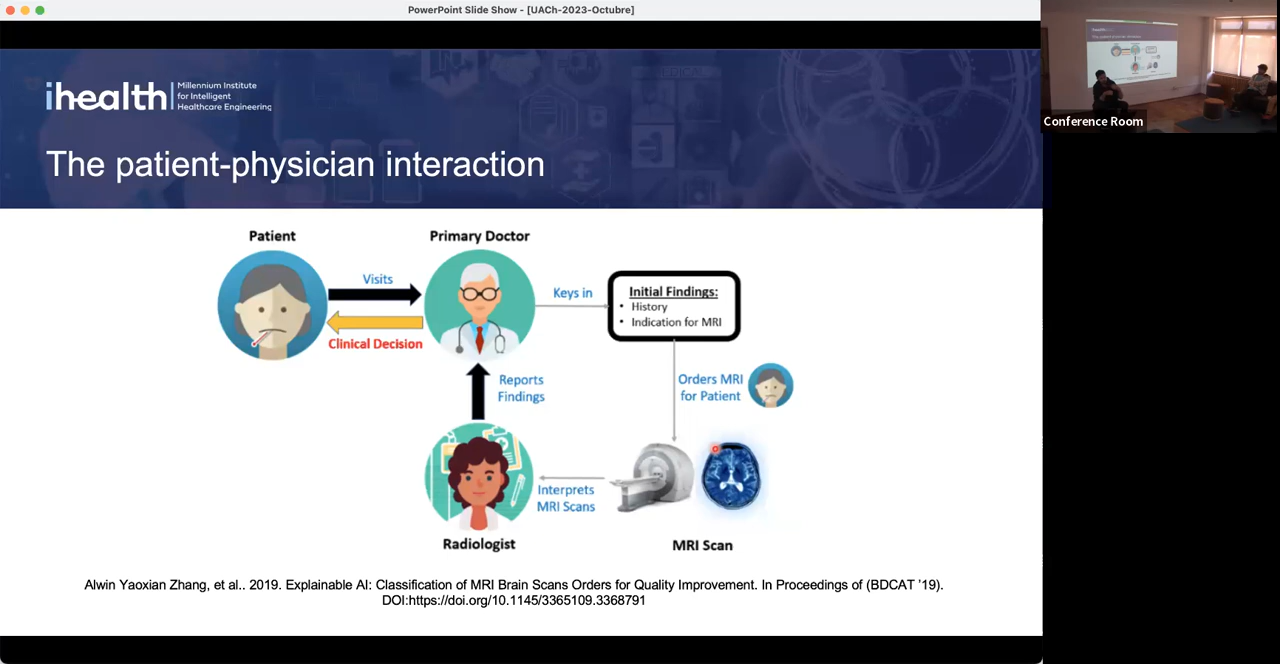 PowerPoint Slide Show - [UACh-2023-Octubre]
ihealth
Millennium Institute
for Intelligent
Healthcare Engineering
The patient-physician interaction
Patient
Primary Doctor
Visits
Clinical Decision
Keys in
Initial Findings:
• History
• Indication for MRI
Orders MRI
for Patient
Reports
Findings
Interprets
MRI Scans
Radiologist
MRI Scan
Alwin Yaoxian Zhang, et al.. 2019. Explainable AI: Classification of MRI Brain Scans Orders for Quality Improvement. In Proceedings of (BDCAT '19).
DOI:https://doi.org/10.1145/3365109.3368791
Conference Room